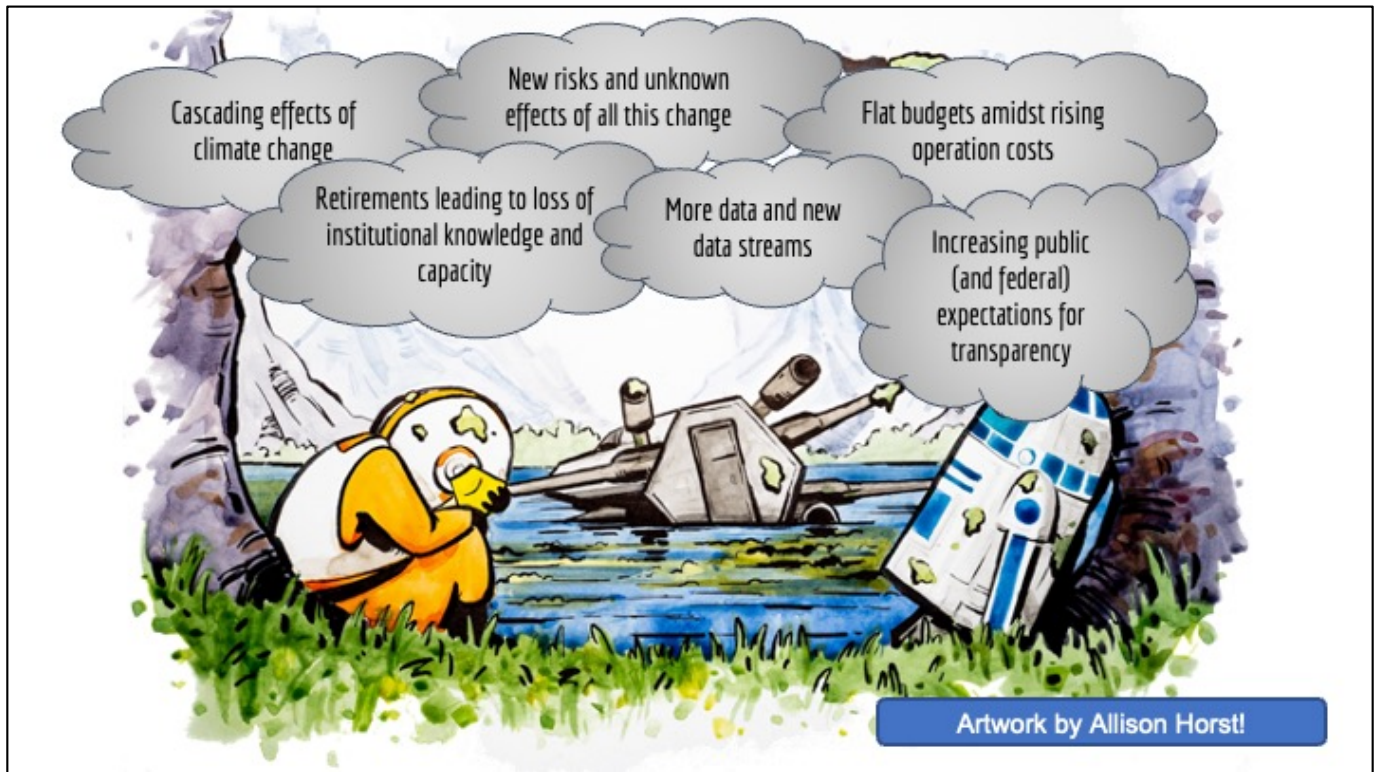 Cascading effects of
climate change
New risks and unknown
effects of all this change
Flat budgets amidst rising
operation costs
Retirements leading to loss of
institutional knowledge and
capacity
More data and new
data streams
Increasing public
(and federal)
expectations for
transparency
Artwork by Allison Horst!